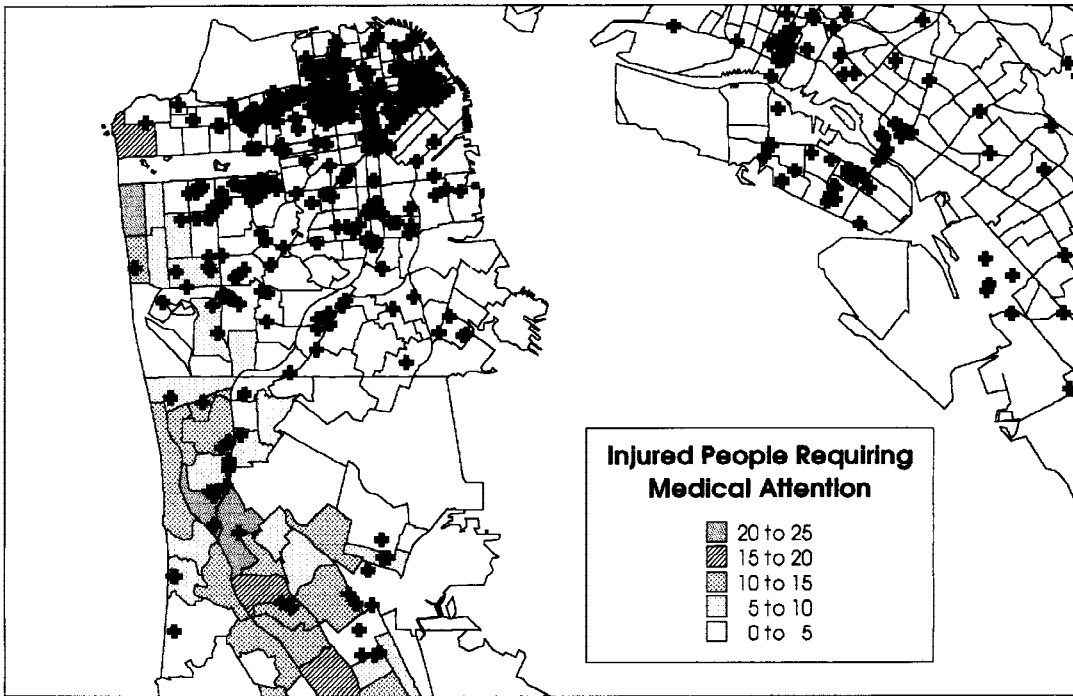 Injured People Requiring
Medical Attention
20 to 25
15 to 20
10 to 15
5 to 10
0 to 5